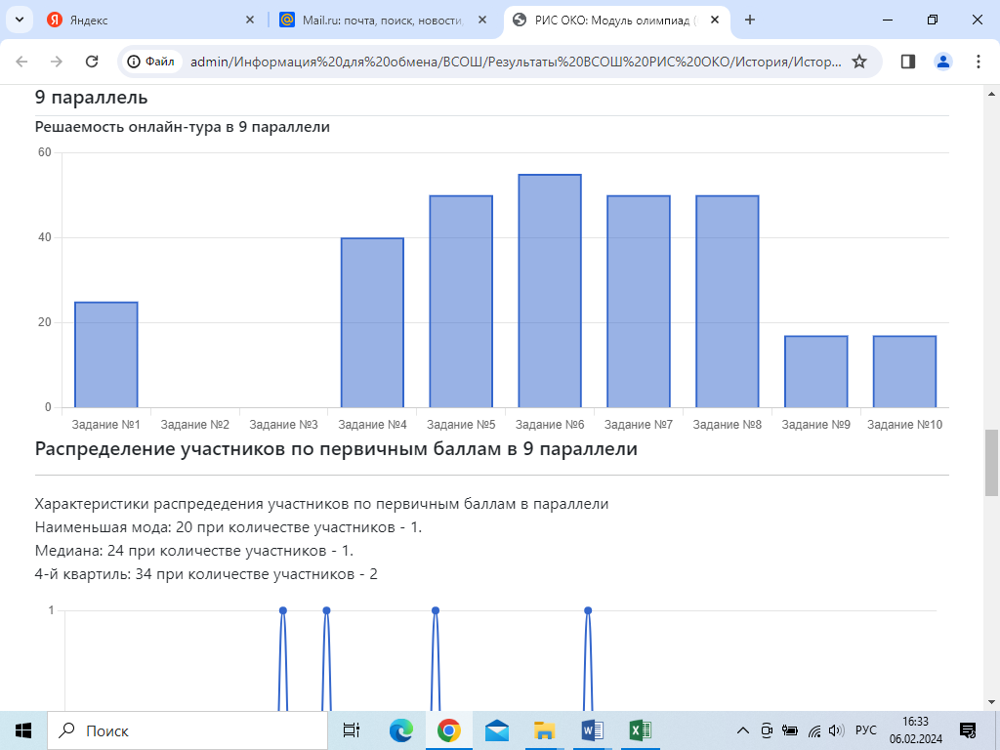 Яндекс
Mail.ru: почта, поиск, новости,
РИС ОКО: Модуль олимпиад (
Файл
admin/Информация%20для%20обмена/ВСОШ/Результаты%20ВСОШ%20РИС%20ОКО/История/Истор...
9 параллель
Решаемость онлайн-тура в 9 параллели
60
40
20
0
Задание №1 Задание №2 Задание №3 Задание №4 Задание №5 Задание №6 Задание №7 Задание №8 Задание №9 Задание №10
Распределение участников по первичным баллам в 9 параллели
Характеристики распредедения участников по первичным баллам в параллели
Наименьшая мода: 20 при количестве участников - 1.
Медиана: 24 при количестве участников - 1.
4-й квартиль: 34 при количестве участников - 2
1
Поиск
РУС
16:33
06.02.2024